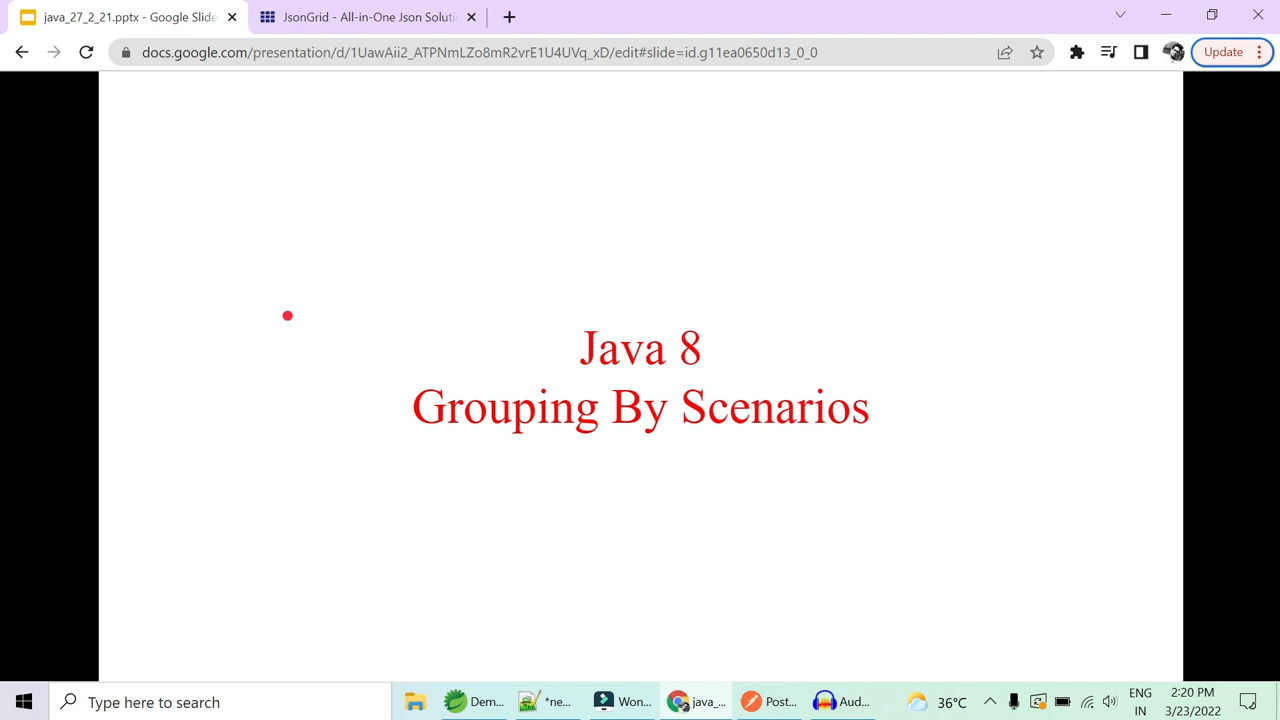 java_27_2_21.pptx - Google Slide
JsonGrid - All-in-One Json Soluti
docs.google.com/presentation/d/1UawAii2_ATPNmLZo8mR2vrE1U4UVq_xD/edit#slide=id.g11ea0650d13_0_0
Update
Java 8
Grouping By Scenarios
Type here to search
Dem...
*ne...
Won...
java_...
Post...
Aud...
36°C
ENG
IN
2:20 PM
3/23/2022